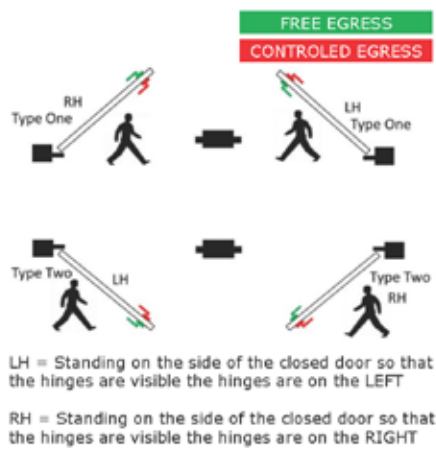 FREE EGRESS
CONTROLED EGRESS
RH
Type One
LH
Type One
Type Two
LH
Type Two
RH
LH = Standing on the side of the closed door so that
the hinges are visible the hinges are on the LEFT
RH = Standing on the side of the closed door so that
the hinges are visible the hinges are on the RIGHT